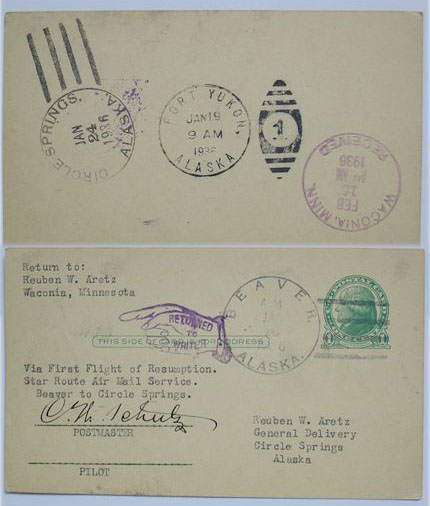 CIRCLE SPRINGS, ALASKA.
JAN
24
1936
FORT YUKON,
JAN 19
9 AM
1936
ALASKA
1
WACONIA, MINN.
FEB
AM
1936
RECEIVED
Return to:
Reuben W. Aretz
Waconia, Minnesota
RETURNED
TO
WRITER
BEAVER,
ALASKA.
THIS SIDE OF CARD IS FOR ADDRESS
Via First Flight of Resumption.
Star Route Air Mail Service.
Beaver to Circle Springs.
O. W. Schultz
POSTMASTER
PILOT
Reuben W. Aretz
General Delivery
Circle Springs
Alaska